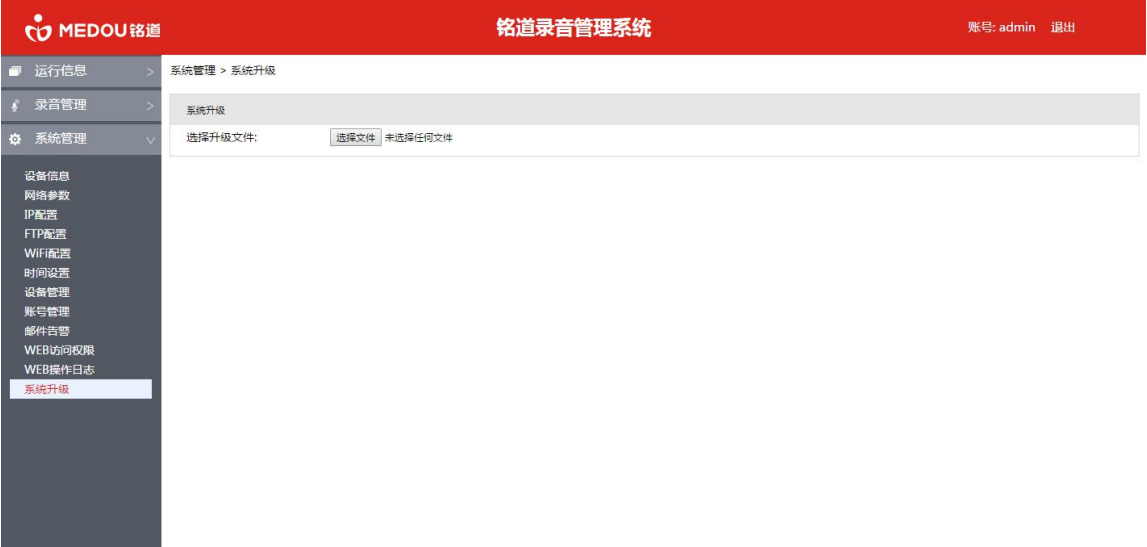 MEDOU铭道
铭道录音管理系统
账号: admin 退出
运行信息 >
录音管理 >
系统管理 ∨
设备信息
网络参数
IP配置
FTP配置
WiFi配置
时间设置
设备管理
账号管理
邮件告警
WEB访问权限
WEB操作日志
系统升级
系统管理 > 系统升级
系统升级
选择升级文件: 选择文件 未选择任何文件